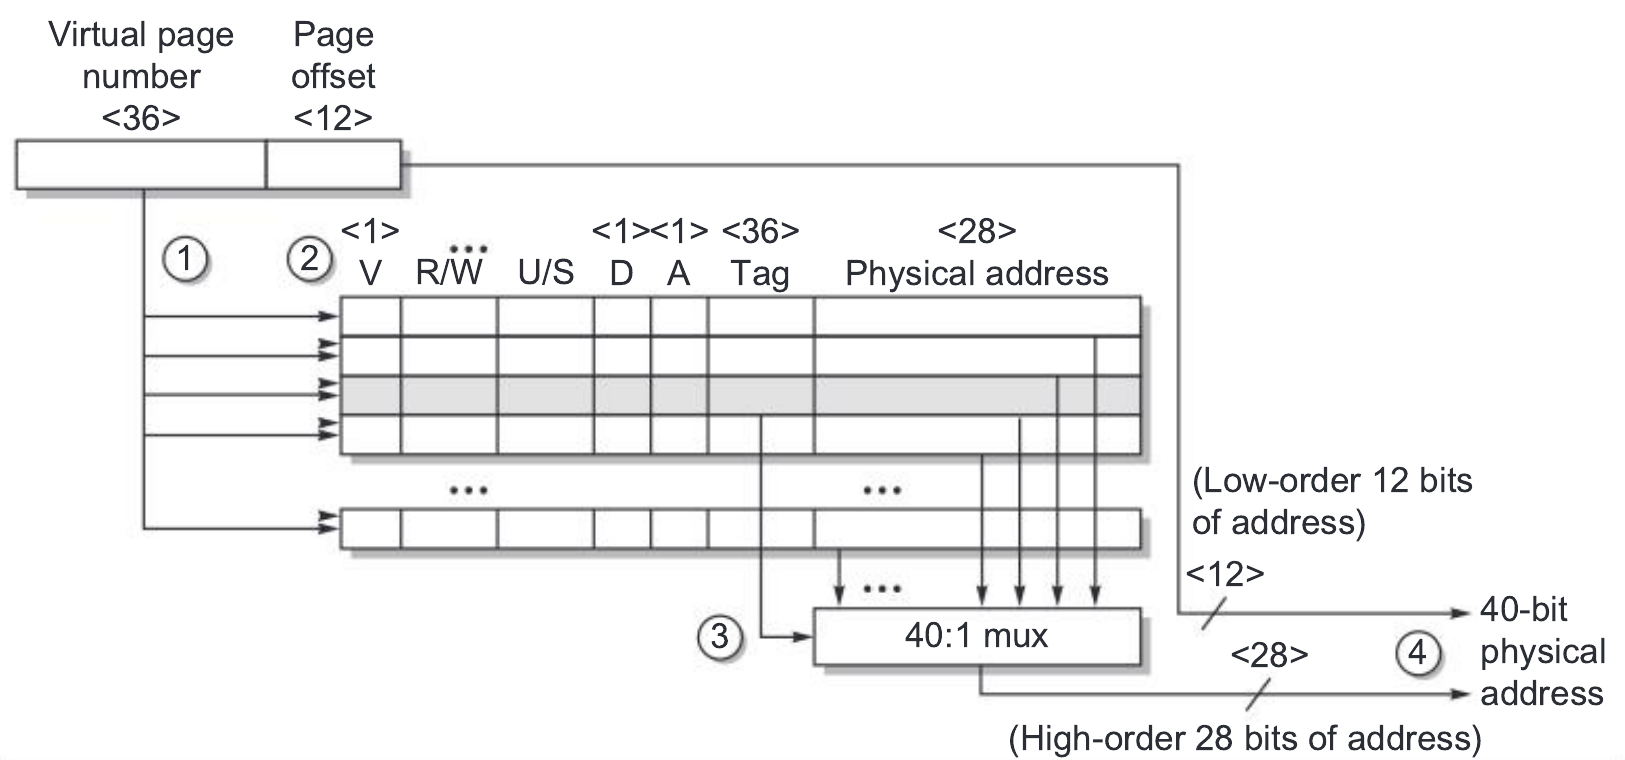 Virtual page
number
<36>
Page
offset
<12>
1
2
<1>
...
<1><1>
<36>
<28>
V
R/W
U/S
D
A
Tag
Physical address
...
...
(Low-order 12 bits
of address)
<12>
...
3
40:1 mux
40-bit
physical
address
<28>
4
(High-order 28 bits of address)